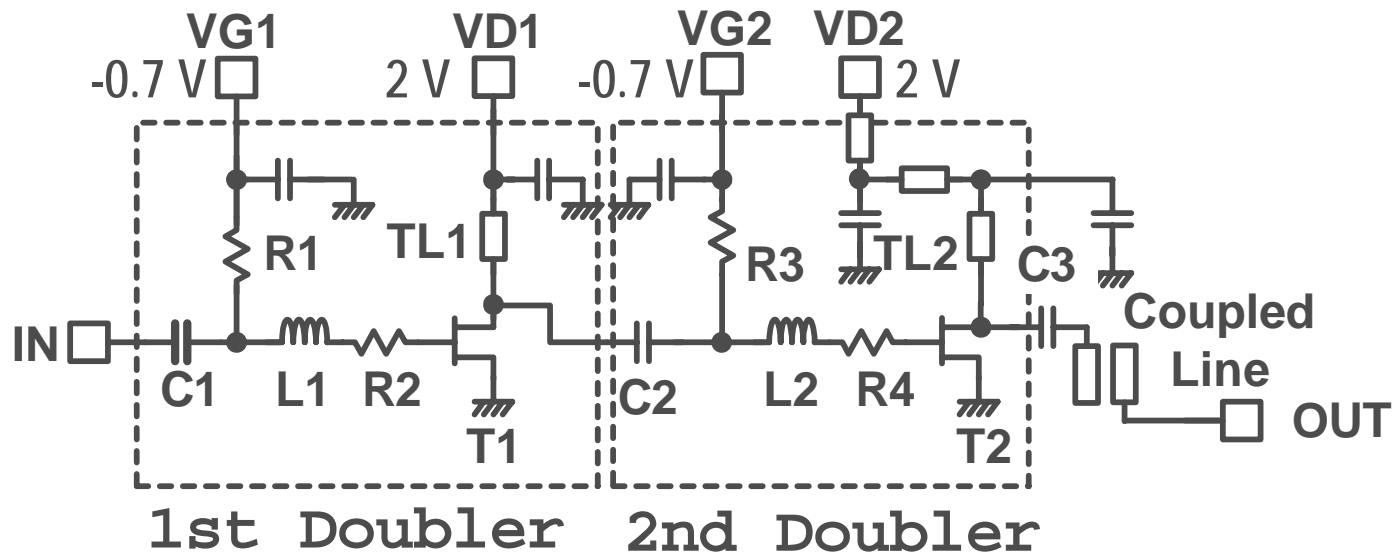 VG1 VD1 VG2 VD2
-0.7 V 2 V -0.7 V 2 V
R1 TL1 R3 TL2 C3
IN Coupled
Line
C1 L1 R2 C2 L2 R4
T1 T2 OUT
1st Doubler 2nd Doubler